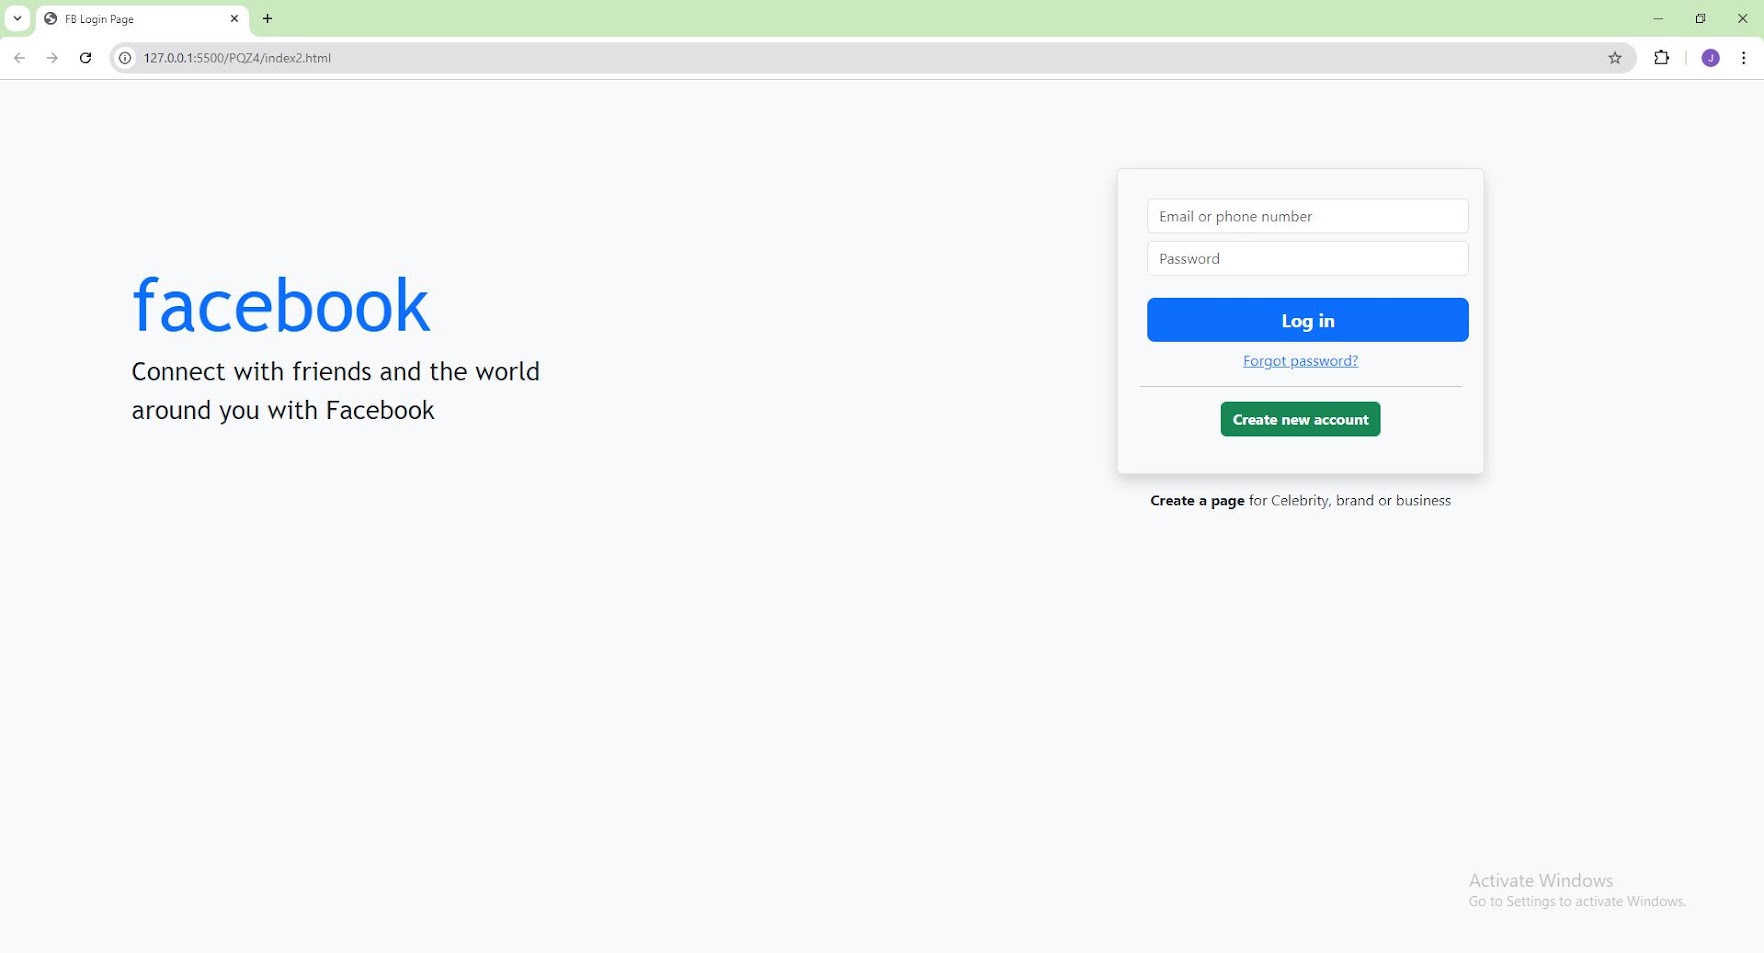 FB Login Page
127.0.0.1:5500/PQZ4/index2.html
J
facebook
Connect with friends and the world
around you with Facebook
Email or phone number
Password
Log in
Forgot password?
Create new account
Create a page for Celebrity, brand or business
Activate Windows
Go to Settings to activate Windows.